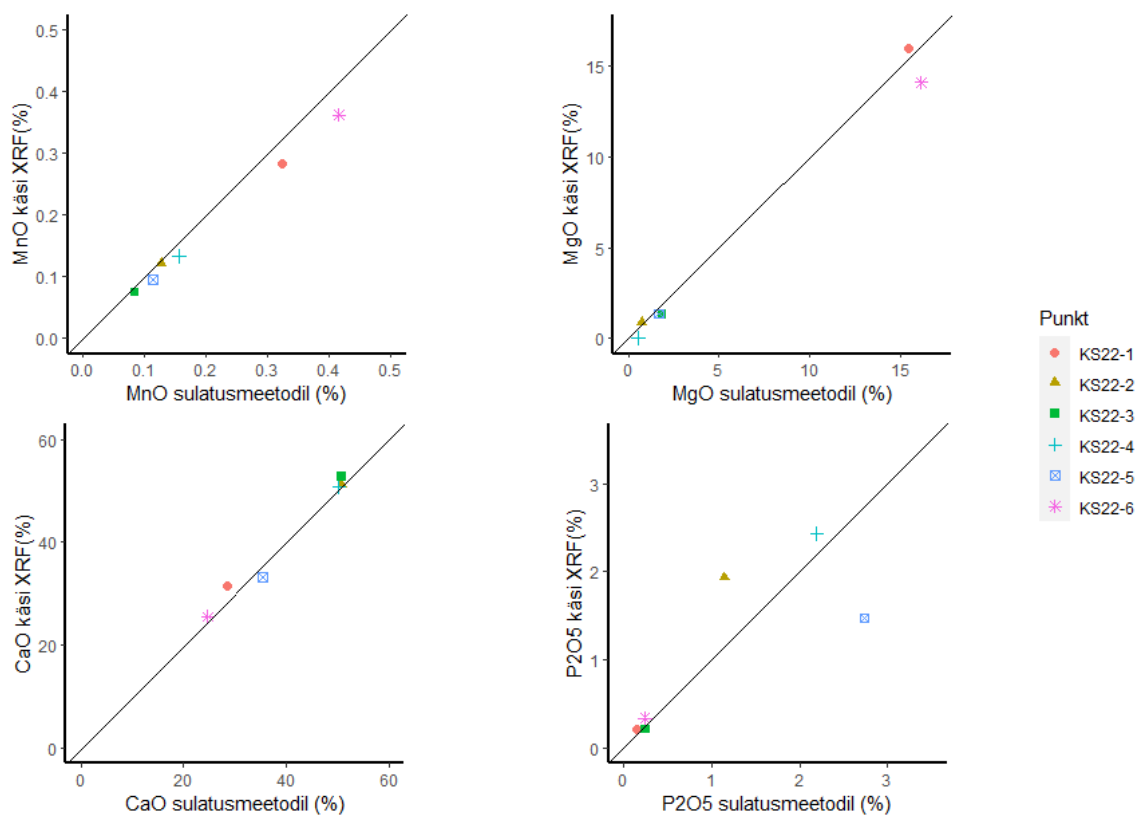 0.5
0.4
0.3
0.2
0.1
0.0
MnO käsi XRF(%)
0.0 0.1 0.2 0.3 0.4 0.5
MnO sulatusmeetodil (%)
15
10
5
0
MgO käsi XRF(%)
0 5 10 15
MgO sulatusmeetodil (%)
60
40
20
0
CaO käsi XRF(%)
0 20 40 60
CaO sulatusmeetodil (%)
3
2
1
0
P2O5 käsi XRF(%)
0 1 2 3
P2O5 sulatusmeetodil (%)
Punkt
KS22-1
KS22-2
KS22-3
KS22-4
KS22-5
KS22-6